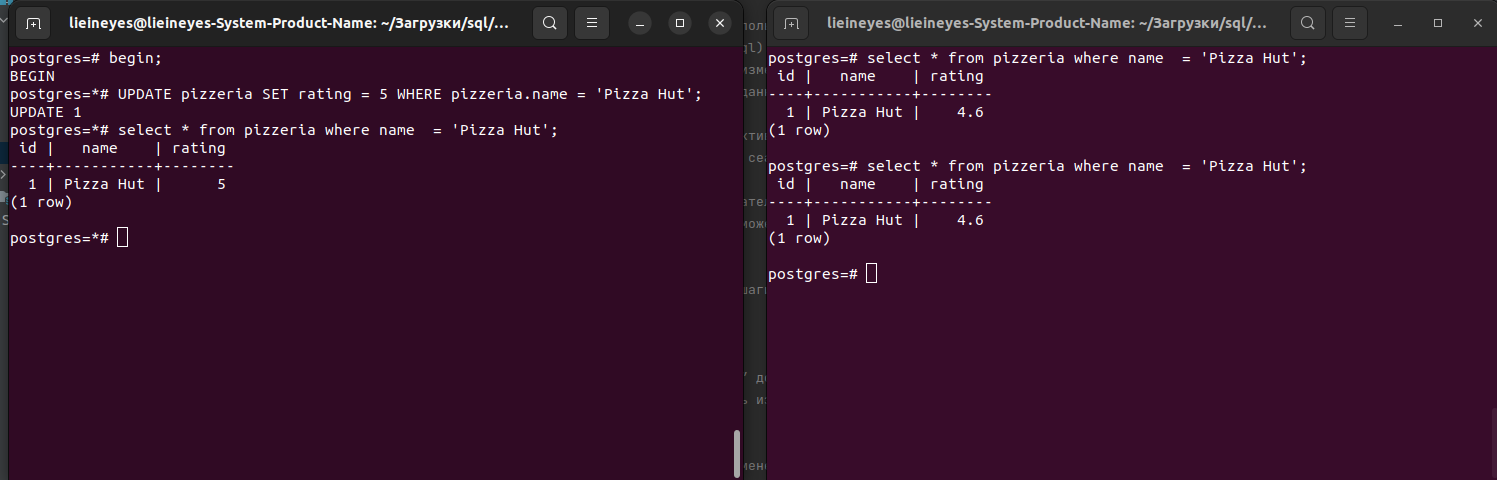 lieineyes@lieineyes-System-Product-Name: ~/Загрузки/sql/...
postgres=# begin;
BEGIN
postgres=*# UPDATE pizzeria SET rating = 5 WHERE pizzeria.name = 'Pizza Hut';
UPDATE 1
postgres=*# select * from pizzeria where name  = 'Pizza Hut';
 id |   name    | rating
----+-----------+--------
  1 | Pizza Hut |      5
(1 row)
postgres=*#
lieineyes@lieineyes-System-Product-Name: ~/Загрузки/sql/...
postgres=# select * from pizzeria where name  = 'Pizza Hut';
 id |   name    | rating
----+-----------+--------
  1 | Pizza Hut |    4.6
(1 row)
postgres=# select * from pizzeria where name  = 'Pizza Hut';
 id |   name    | rating
----+-----------+--------
  1 | Pizza Hut |    4.6
(1 row)
postgres=#